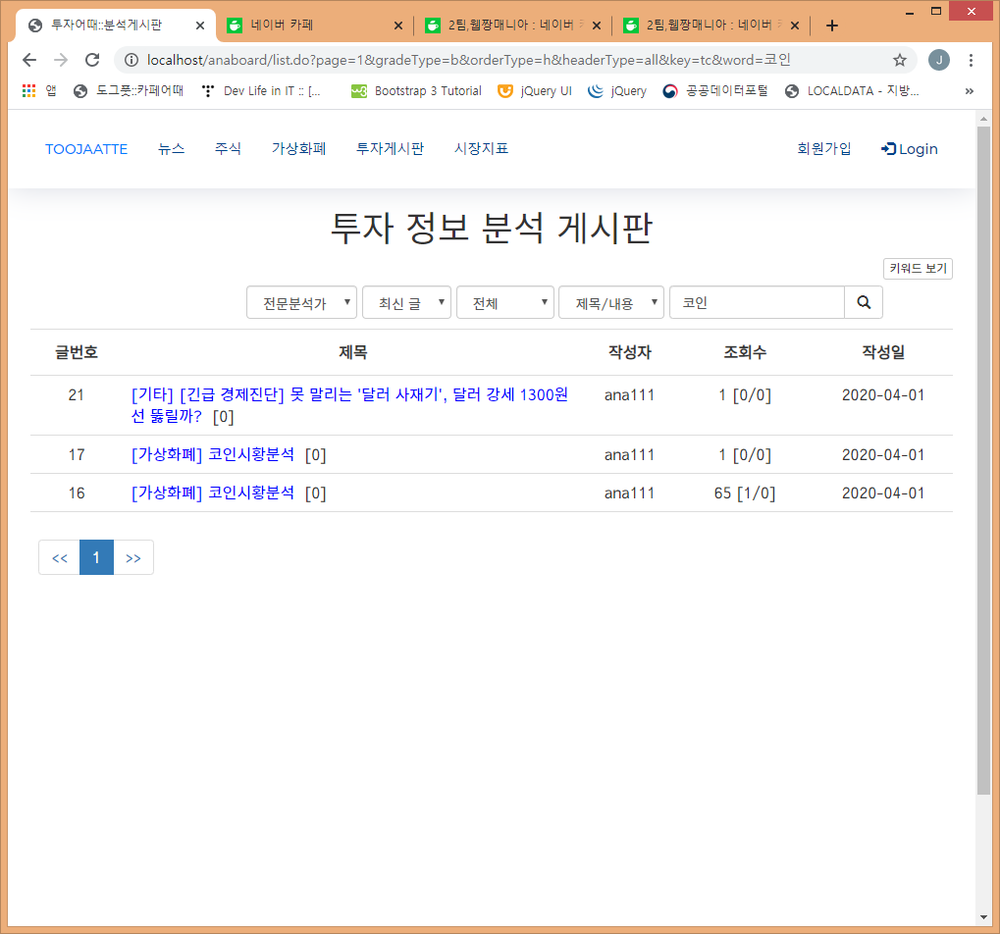 투자어때::분석게시판 네이버 카페 2팀,웹짱매니아 : 네이버 2팀,웹짱매니아 : 네이버
localhost/anaboard/list.do?page=1&gradeType=b&orderType=h&headerType=all&key=tc&word=코인 J
앱 도그풋::카페어때 Dev Life in IT :: [... w3 Bootstrap 3 Tutorial jQuery UI jQuery 공공데이터포털 LOCALDATA - 지방... »
TOOJAATTE 뉴스 주식 가상화폐 투자게시판 시장지표 회원가입 Login
투자 정보 분석 게시판
키워드 보기
전문분석가 최신 글 전체 제목/내용 코인
글번호 제목 작성자 조회수 작성일
21 [기타] [긴급 경제진단] 못 말리는 '달러 사재기', 달러 강세 1300원 ana111 1 [0/0] 2020-04-01
선 뚫릴까? [0]
17 [가상화폐] 코인시황분석 [0] ana111 1 [0/0] 2020-04-01
16 [가상화폐] 코인시황분석 [0] ana111 65 [1/0] 2020-04-01
<< 1 >>